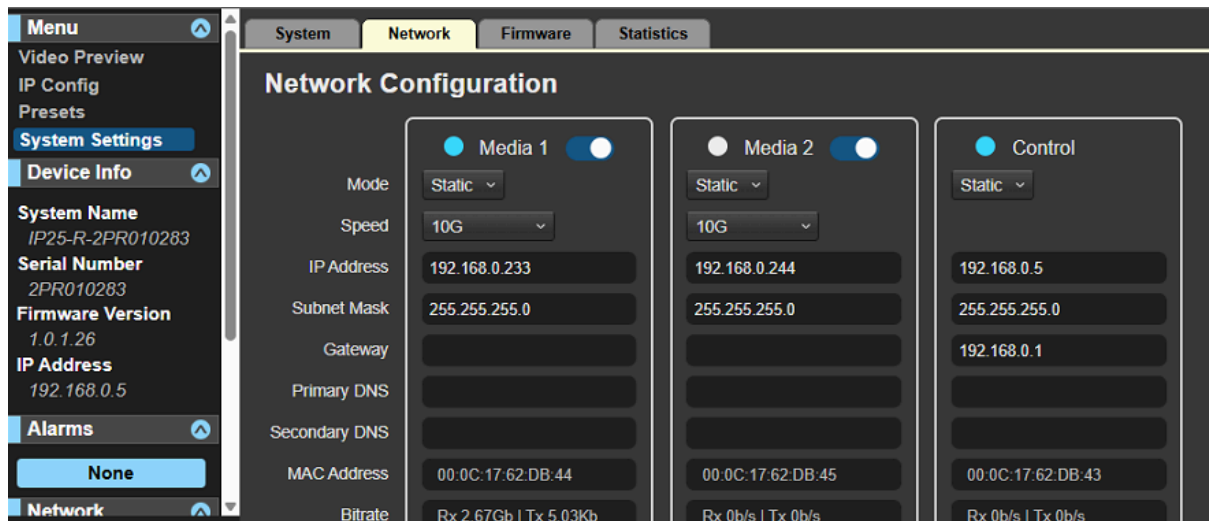 Menu
Video Preview
IP Config
Presets
System Settings
Device Info
System Name
IP25-R-2PR010283
Serial Number
2PR010283
Firmware Version
1.0.1.26
IP Address
192.168.0.5
Alarms
None
Network
System Network Firmware Statistics
Network Configuration
Media 1 Media 2 Control
Mode Static Static Static
Speed 10G 10G
IP Address 192.168.0.233 192.168.0.244 192.168.0.5
Subnet Mask 255.255.255.0 255.255.255.0 255.255.255.0
Gateway 192.168.0.1
Primary DNS
Secondary DNS
MAC Address 00:0C:17:62:DB:44 00:0C:17:62:DB:45 00:0C:17:62:DB:43
Bitrate Rx 2.67Gb | Tx 5.03Kb Rx 0b/s | Tx 0b/s Rx 0b/s | Tx 0b/s